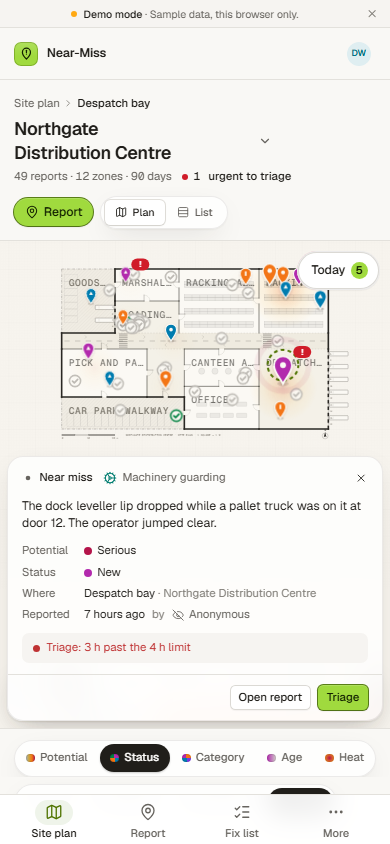 Demo mode · Sample data, this browser only.
Near-Miss
DW
Site plan > Despatch bay
Northgate
Distribution Centre
49 reports · 12 zones · 90 days 1 urgent to triage
Report
Plan
List
Today 5
GOODS…
MARSHAL…
RACKING A…
PICK AND PA…
CANTEEN A…
OFFICE
CAR PARK
WALKWAY
Near miss
Machinery guarding
The dock leveller lip dropped while a pallet truck was on it at
door 12. The operator jumped clear.
Potential Serious
Status New
Where Despatch bay · Northgate Distribution Centre
Reported 7 hours ago by Anonymous
Triage: 3 h past the 4 h limit
Open report
Triage
Potential
Status
Category
Age
Heat
Site plan
Report
Fix list
More